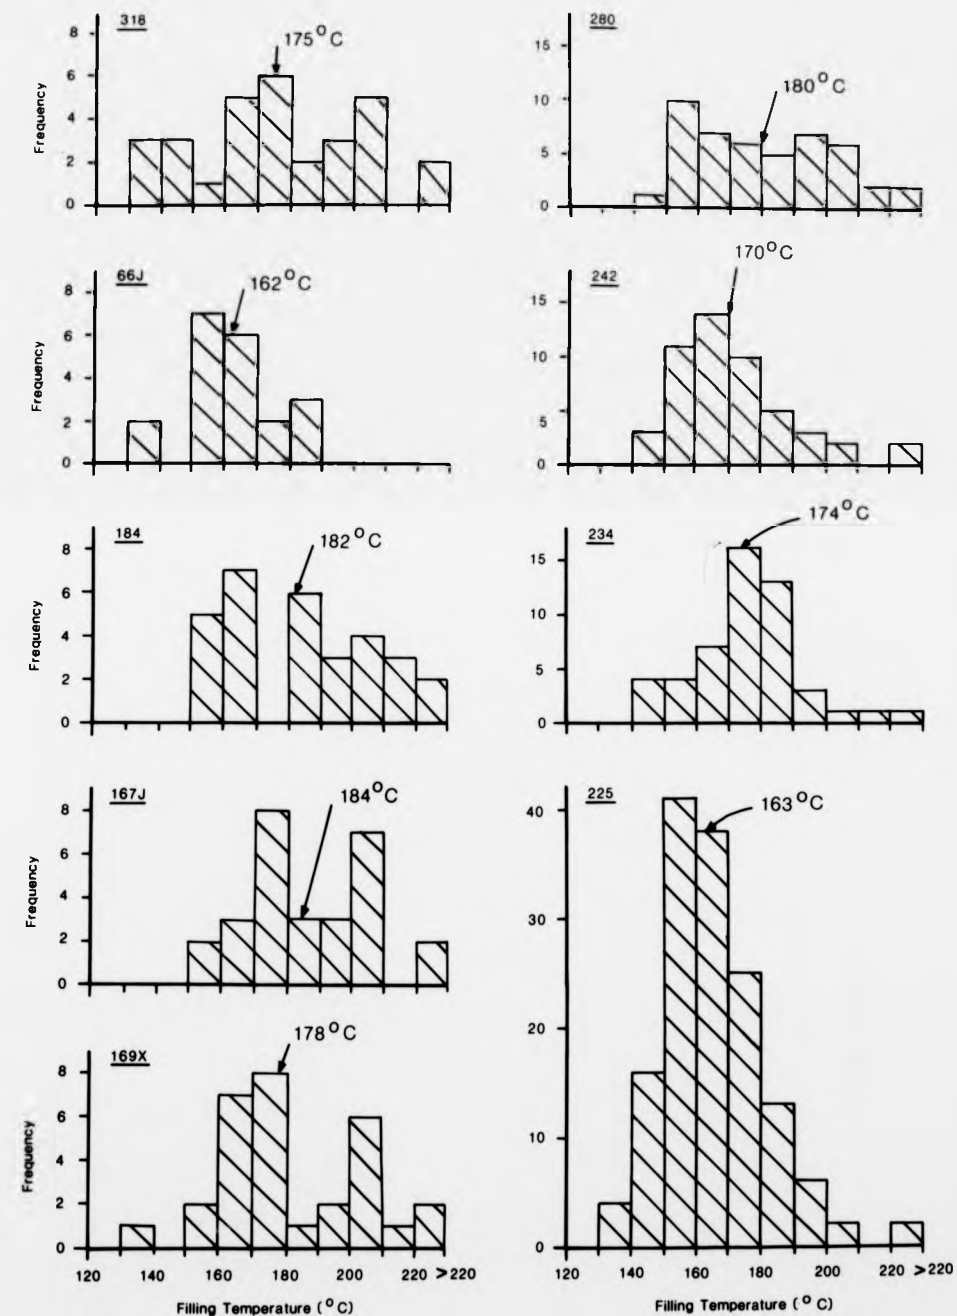 318
175°C
8
6
4
2
0
Frequency
280
180°C
15
10
5
0
66J
162°C
8
6
4
2
0
Frequency
242
170°C
15
10
5
0
184
182°C
8
6
4
2
0
Frequency
234
174°C
15
10
5
0
167J
184°C
8
6
4
2
0
Frequency
225
163°C
40
30
20
10
0
169X
178°C
8
6
4
2
0
Frequency
120 140 160 180 200 220 >220
Filling Temperature (°C)
120 140 160 180 200 220 >220
Filling Temperature (°C)